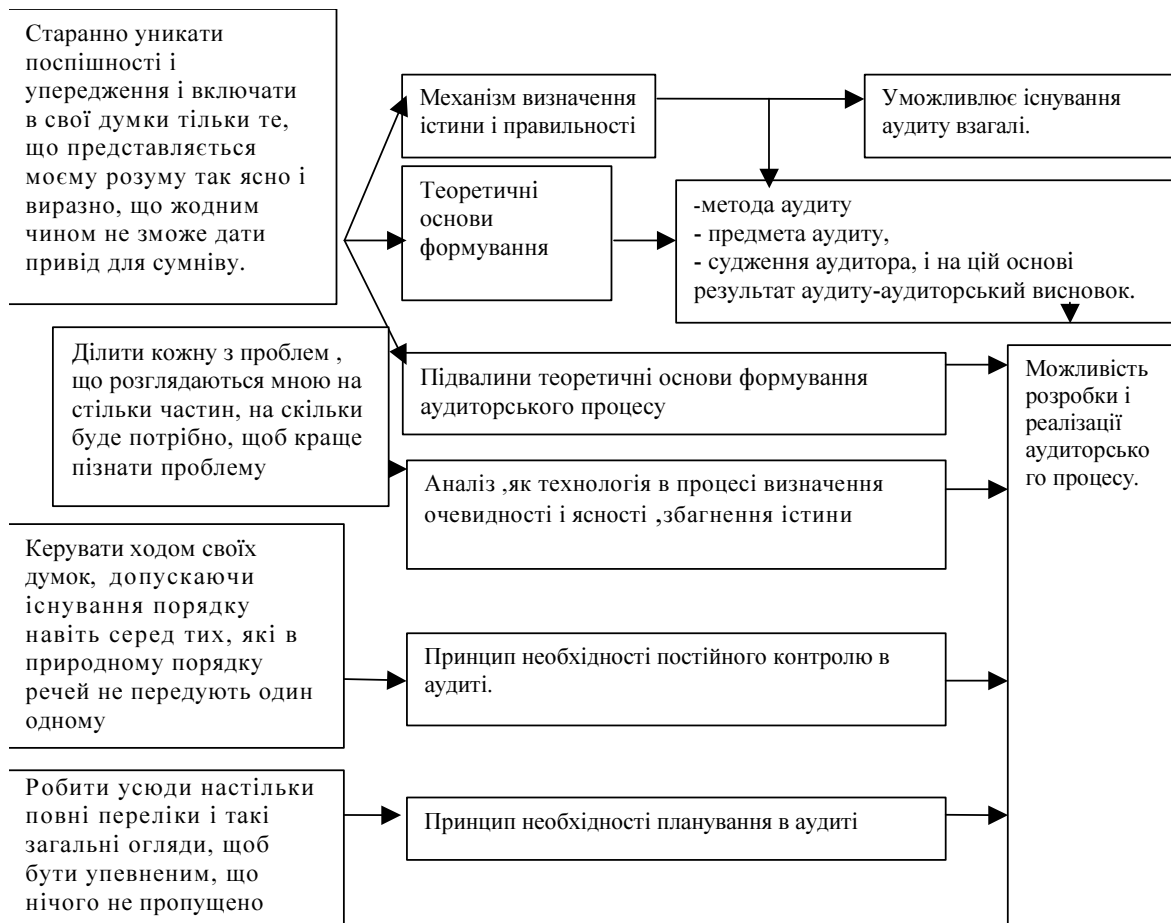 Старанно уникати
поспішності і
упередження і включати
в свої думки тільки те,
що представляється
моєму розуму так ясно і
виразно, що жодним
чином не зможе дати
привід для сумніву.
Механізм визначення
істини і правильності
Уможливлює існування
аудиту взагалі.
Теоретичні
основи
формування
-метода аудиту
- предмета аудиту,
- судження аудитора, і на цій основі
результат аудиту-аудиторський висновок.
Ділити кожну з проблем ,
що розглядаються мною на
стільки частин, на скільки
буде потрібно, щоб краще
пізнати проблему
Підвалини теоретичні основи формування
аудиторського процесу
Можливість
розробки і
реалізації
аудиторсько
го процесу.
Аналіз ,як технологія в процесі визначення
очевидності і ясності ,збагнення істини
Керувати ходом своїх
думок, допускаючи
існування порядку
навіть серед тих, які в
природному порядку
речей не передують один
одному
Принцип необхідності постійного контролю в
аудиті.
Робити усюди настільки
повні переліки і такі
загальні огляди, щоб
бути упевненим, що
нічого не пропущено
Принцип необхідності планування в аудиті